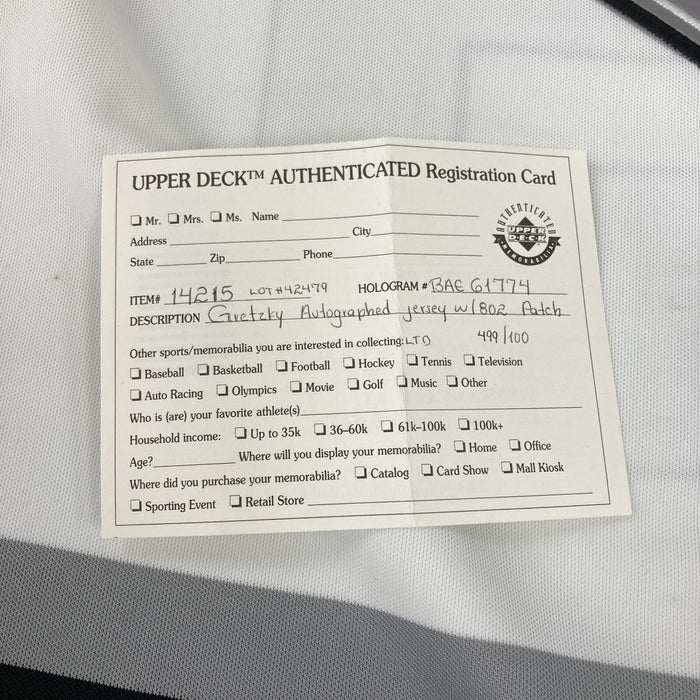 UPPER DECK™ AUTHENTICATED Registration Card
❏ Mr. ❏ Mrs. ❏ Ms. Name
Address City
State Zip Phone
AUTHENTICATED
UPPER
DECK
MEMORABILIA
ITEM# 14215 LOT#42479 HOLOGRAM # BAE 61774
DESCRIPTION Gretzky Autographed jersey w/802 Patch
Other sports/memorabilia you are interested in collecting: LTD 499/100
❏ Baseball ❏ Basketball ❏ Football ❏ Hockey ❏ Tennis ❏ Television
❏ Auto Racing ❏ Olympics ❏ Movie ❏ Golf ❏ Music ❏ Other
Who is (are) your favorite athlete(s)
Household income: ❏ Up to 35k ❏ 36–60k ❏ 61k–100k ❏ 100k+
Age? Where will you display your memorabilia? ❏ Home ❏ Office
Where did you purchase your memorabilia? ❏ Catalog ❏ Card Show ❏ Mall Kiosk
❏ Sporting Event ❏ Retail Store